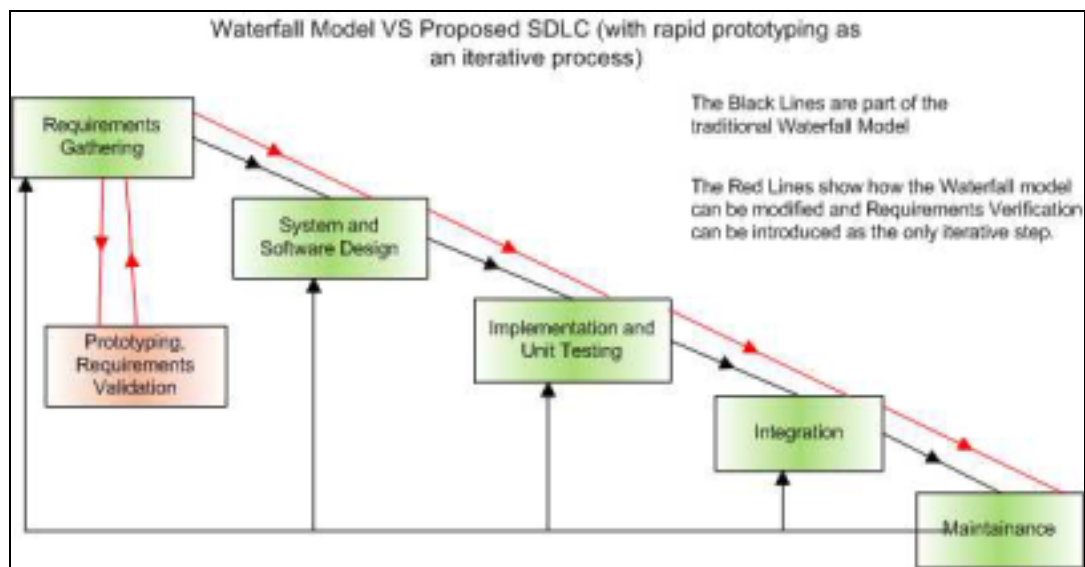 Waterfall Model VS Proposed SDLC (with rapid prototyping as
an iterative process)
The Black Lines are part of the
traditional Waterfall Model
The Red Lines show how the Waterfall model
can be modified and Requirements Verification
can be introduced as the only iterative step.
Requirements
Gathering
System and
Software Design
Prototyping,
Requirements
Validation
Implementation and
Unit Testing
Integration
Maintainance